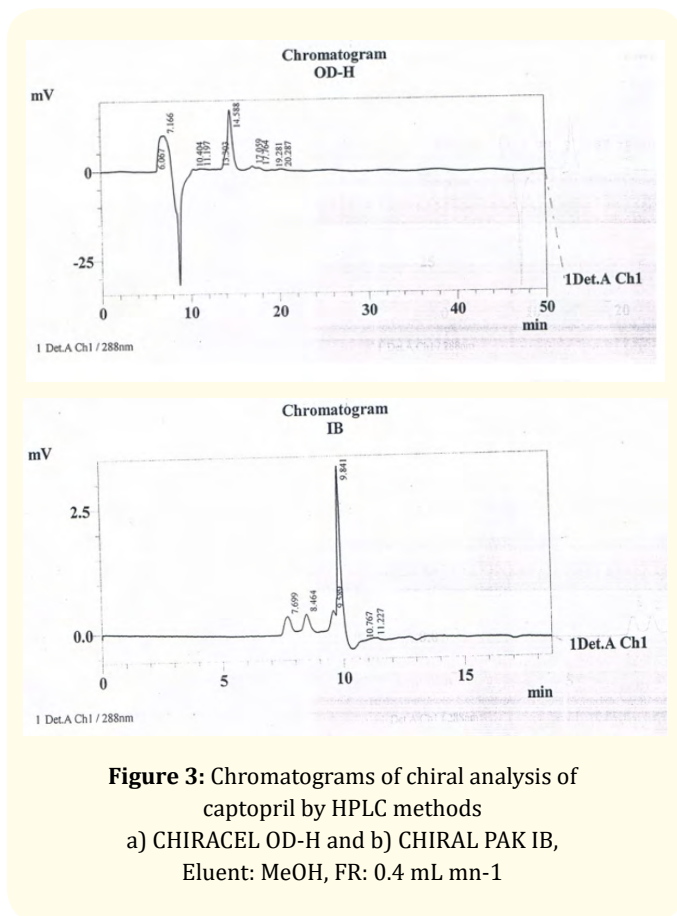 Chromatogram
OD-H
mV
7.166
14.588
6.067
10.404
11.197
17.059
17.764
19.281
20.287
0
-25
1Det.A Ch1
0 10 20 30 40 50
min
1 Det.A Ch1 / 288nm
Chromatogram
IB
mV
9.841
2.5
7.699
8.464
10.767
11.227
0.0
1Det.A Ch1
0 5 10 15
min
1 Det.A Ch1 / 288nm
Figure 3: Chromatograms of chiral analysis of
captopril by HPLC methods
a) CHIRACEL OD-H and b) CHIRAL PAK IB,
Eluent: MeOH, FR: 0.4 mL mn-1